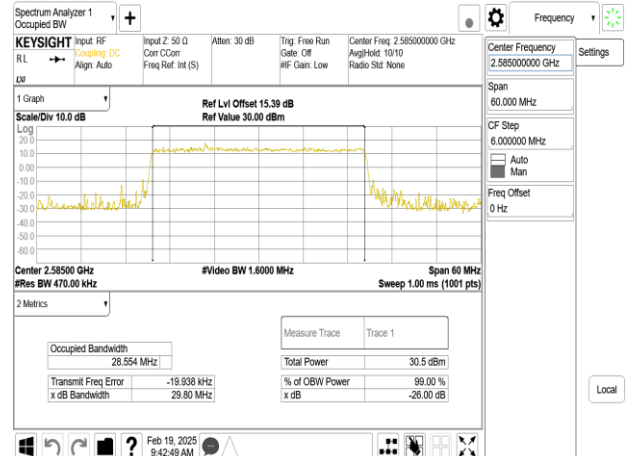 Spectrum Analyzer 1
Occupied BW
Frequency
KEYSIGHT
Input: RF
Coupling: DC
Align: Auto
Input Z: 50 Ω
Corr CCorr
Freq Ref: Int (S)
Atten: 30 dB
Trig: Free Run
Gate: Off
#IF Gain: Low
Center Freq: 2.585000000 GHz
Avg|Hold: 10/10
Radio Std: None
RL
LXI
Center Frequency
2.585000000 GHz
Settings
Span
60.000 MHz
CF Step
6.000000 MHz
Auto
Man
Freq Offset
0 Hz
Local
1 Graph
Scale/Div 10.0 dB
Ref Lvl Offset 15.39 dB
Ref Value 30.00 dBm
Log
20.0
10.0
0.00
-10.0
-20.0
-30.0
-40.0
-50.0
-60.0
Center 2.58500 GHz
#Video BW 1.6000 MHz
Span 60 MHz
#Res BW 470.00 kHz
Sweep 1.00 ms (1001 pts)
2 Metrics
Measure Trace
Trace 1
Occupied Bandwidth
28.554 MHz
Total Power
30.5 dBm
Transmit Freq Error
-19.938 kHz
% of OBW Power
99.00 %
x dB Bandwidth
29.80 MHz
x dB
-26.00 dB
?
Feb 19, 2025
9:42:49 AM